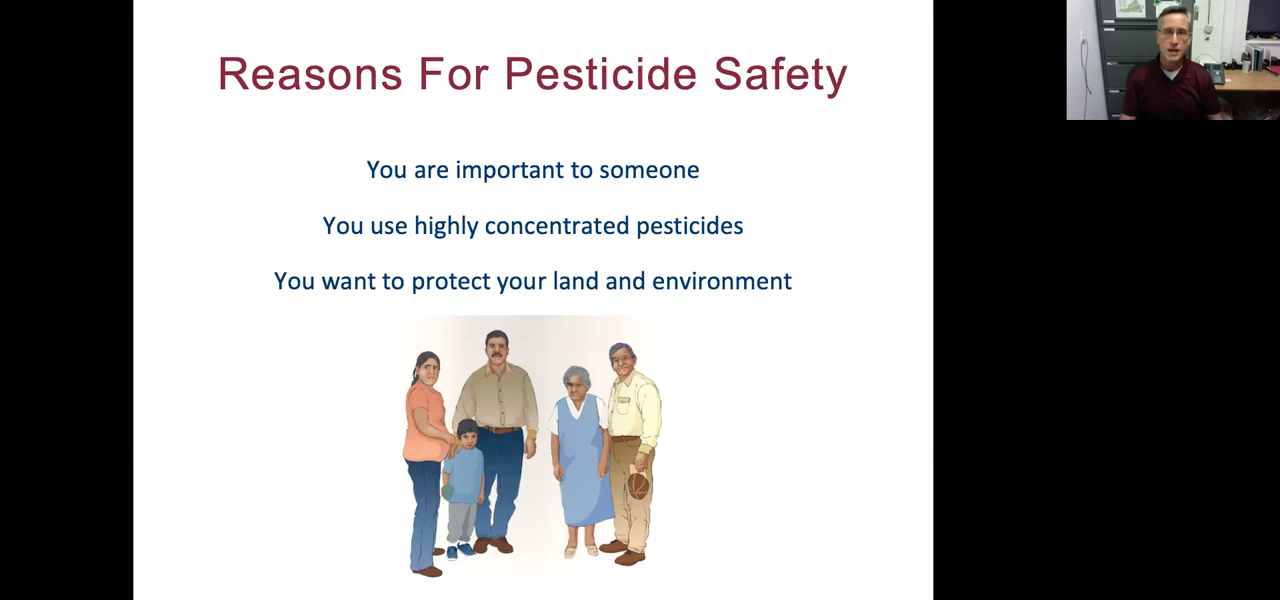 Reasons For Pesticide Safety
You are important to someone
You use highly concentrated pesticides
You want to protect your land and environment